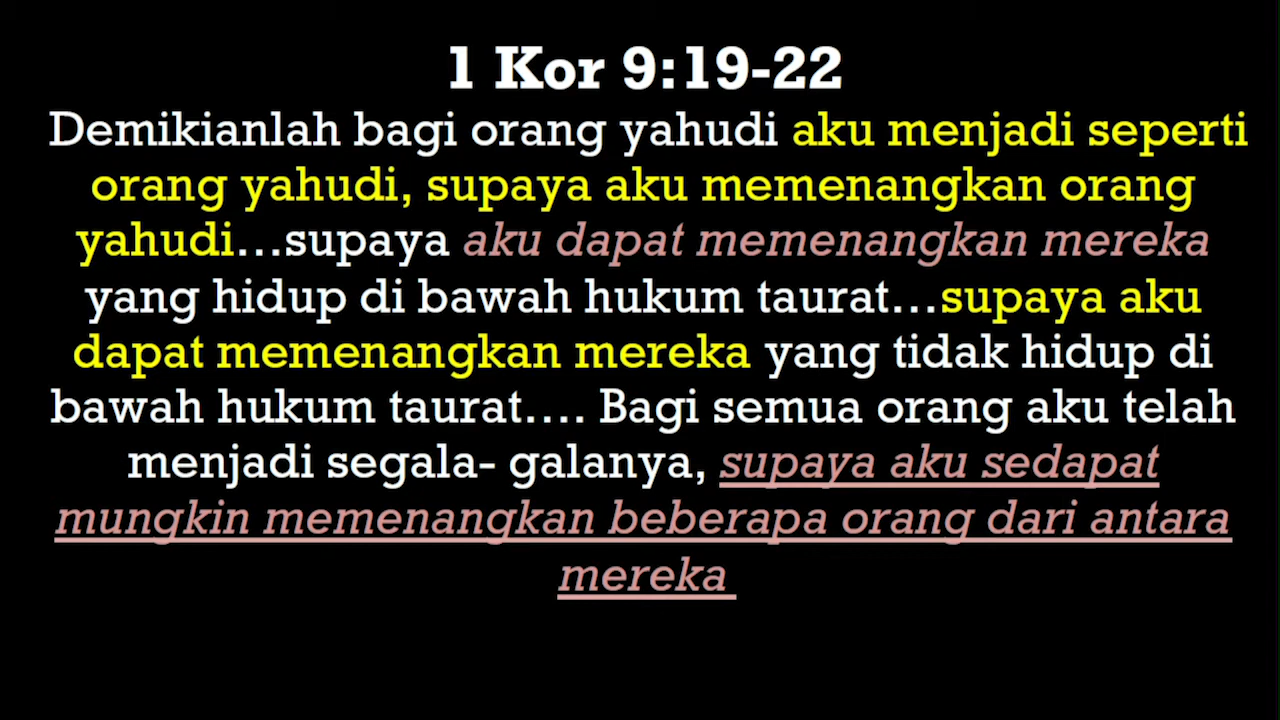 1 Kor 9:19-22
Demikianlah bagi orang yahudi aku menjadi seperti
orang yahudi, supaya aku memenangkan orang
yahudi...supaya aku dapat memenangkan mereka
yang hidup di bawah hukum taurat...supaya aku
dapat memenangkan mereka yang tidak hidup di
bawah hukum taurat.... Bagi semua orang aku telah
menjadi segala- galanya, supaya aku sedapat
mungkin memenangkan beberapa orang dari antara
mereka